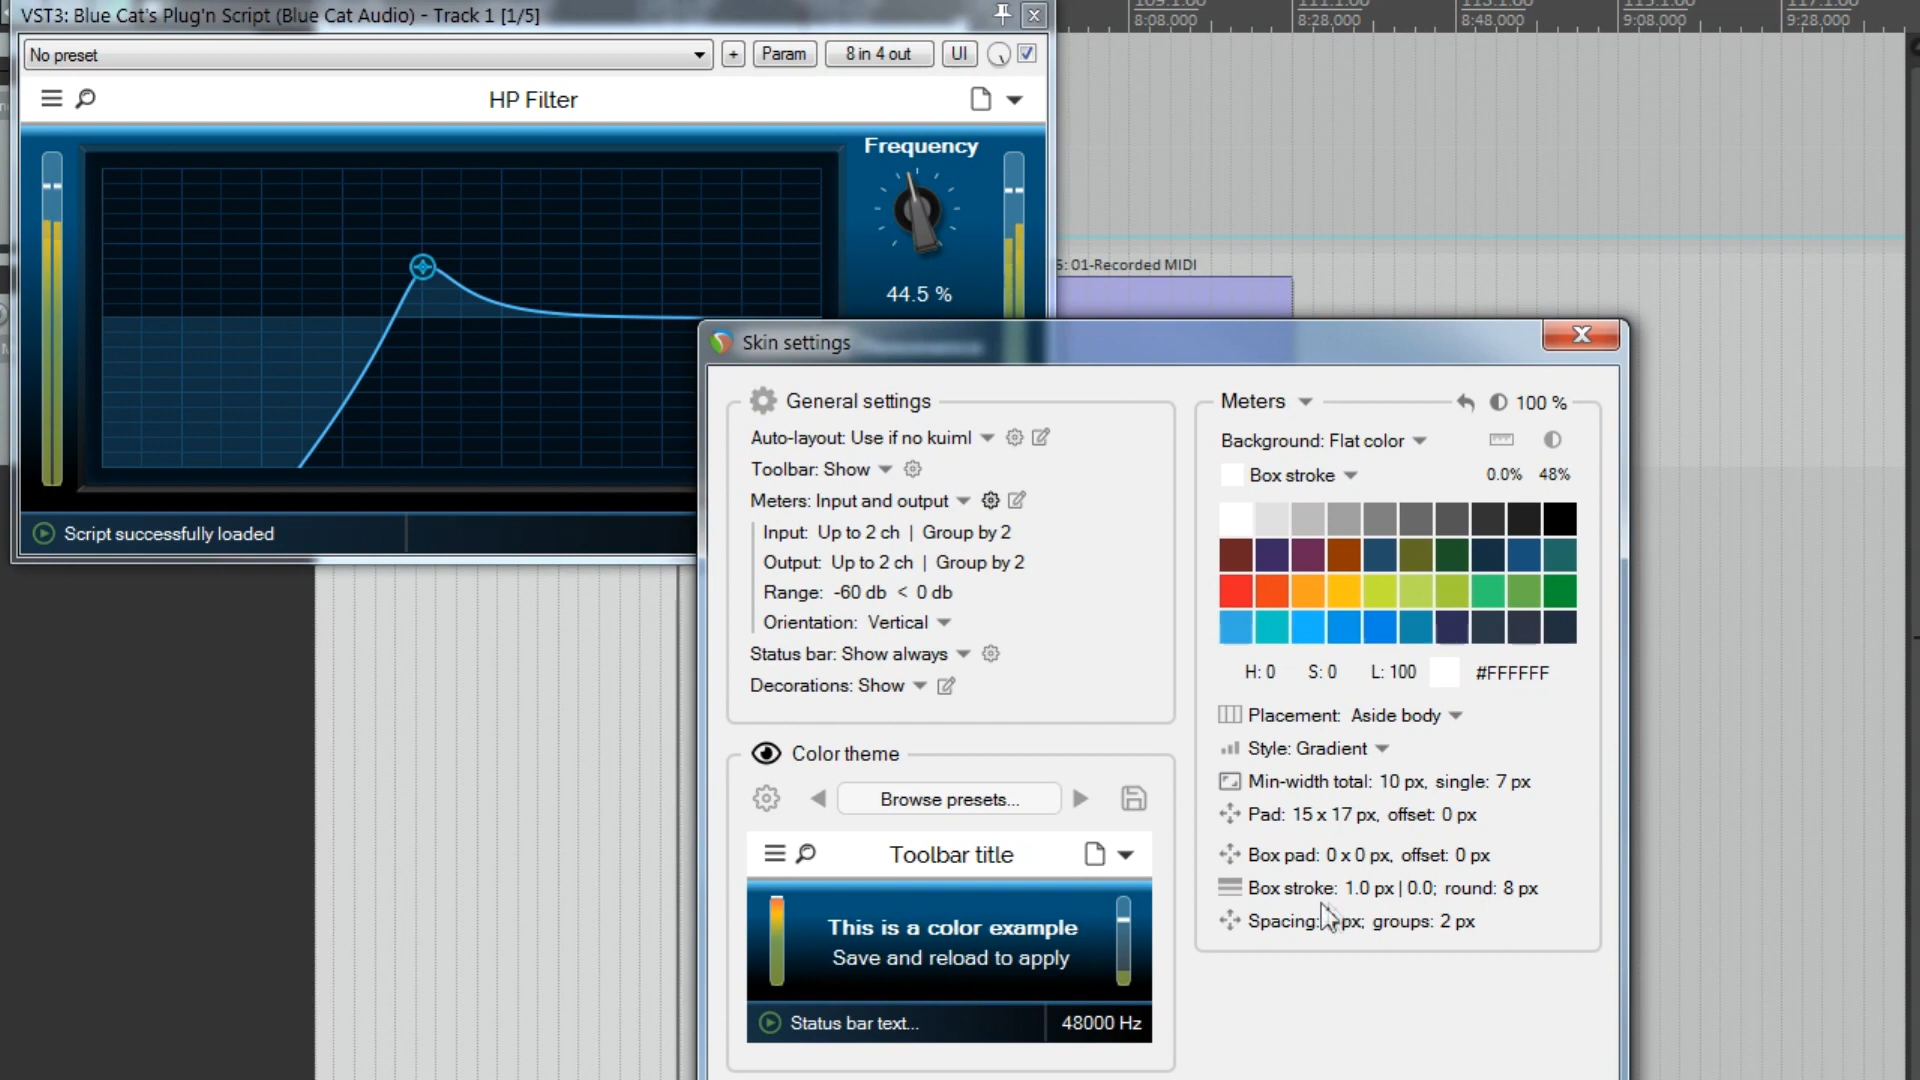 VST3: Blue Cat's Plug'n Script (Blue Cat Audio) - Track 1 [1/5]
8:08.000 8:28.000 8:48.000 9:08.000 9:28.000
No preset + Param 8 in 4 out UI
HP Filter
Frequency
44.5 %
01-Recorded MIDI
Script successfully loaded
Skin settings
General settings
Auto-layout: Use if no kuiml
Toolbar: Show
Meters: Input and output
Input: Up to 2 ch | Group by 2
Output: Up to 2 ch | Group by 2
Range: -60 db < 0 db
Orientation: Vertical
Status bar: Show always
Decorations: Show
Color theme
Browse presets...
Toolbar title
This is a color example
Save and reload to apply
Status bar text...
48000 Hz
Meters
100 %
Background: Flat color
Box stroke
0.0% 48%
H: 0 S: 0 L: 100 #FFFFFF
Placement: Aside body
Style: Gradient
Min-width total: 10 px, single: 7 px
Pad: 15 x 17 px, offset: 0 px
Box pad: 0 x 0 px, offset: 0 px
Box stroke: 1.0 px | 0.0; round: 8 px
Spacing: px; groups: 2 px